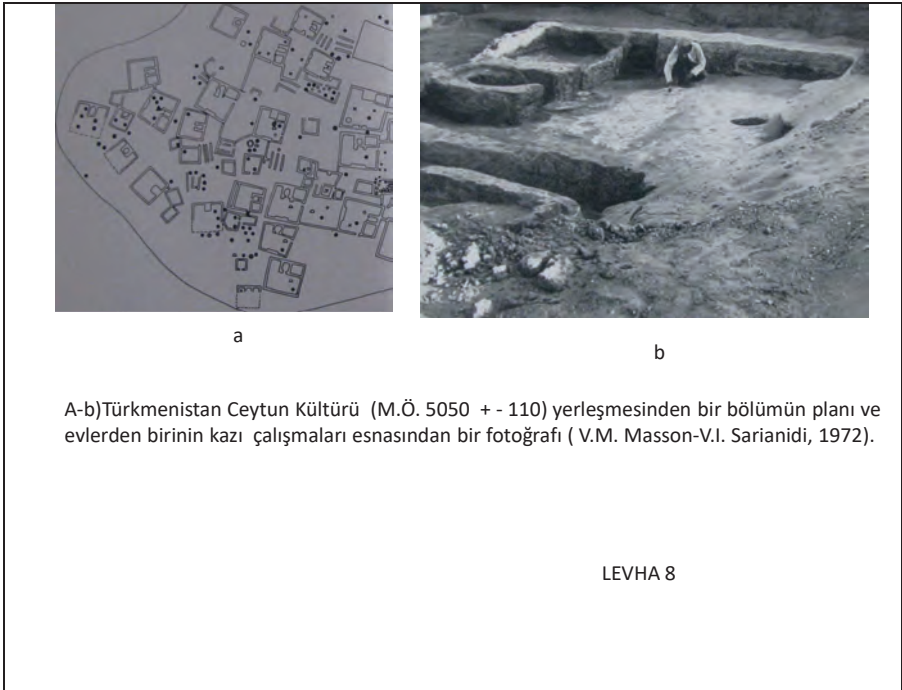 a
b
A-b)Türkmenistan Ceytun Kültürü (M.Ö. 5050 + - 110) yerleşmesinden bir bölümün planı ve
evlerden birinin kazı çalışmaları esnasından bir fotoğrafı ( V.M. Masson-V.I. Sarianidi, 1972).
LEVHA 8